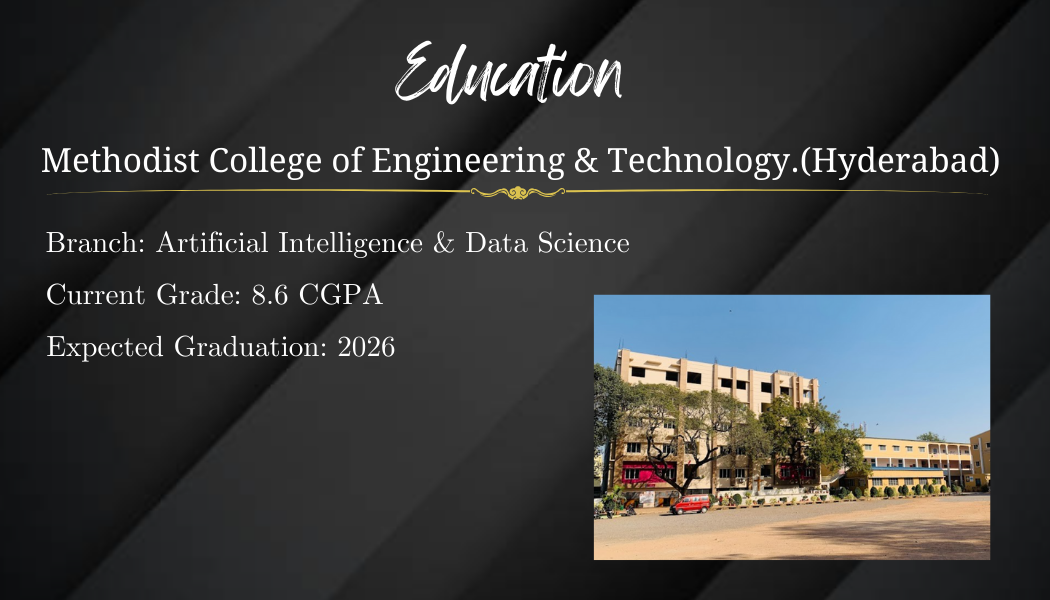 Education
Methodist College of Engineering & Technology.(Hyderabad)
Branch: Artificial Intelligence & Data Science
Current Grade: 8.6 CGPA
Expected Graduation: 2026